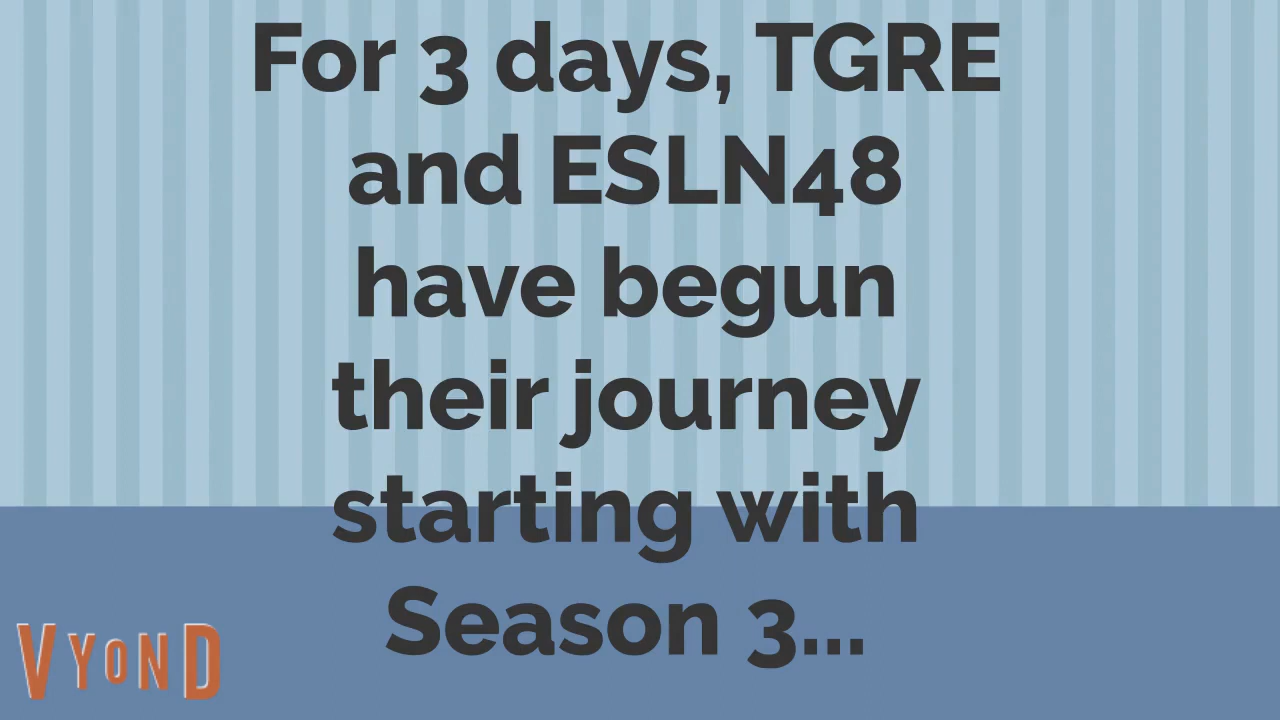 For 3 days, TGRE
and ESLN48
have begun
their journey
starting with
Season 3...
VYOND